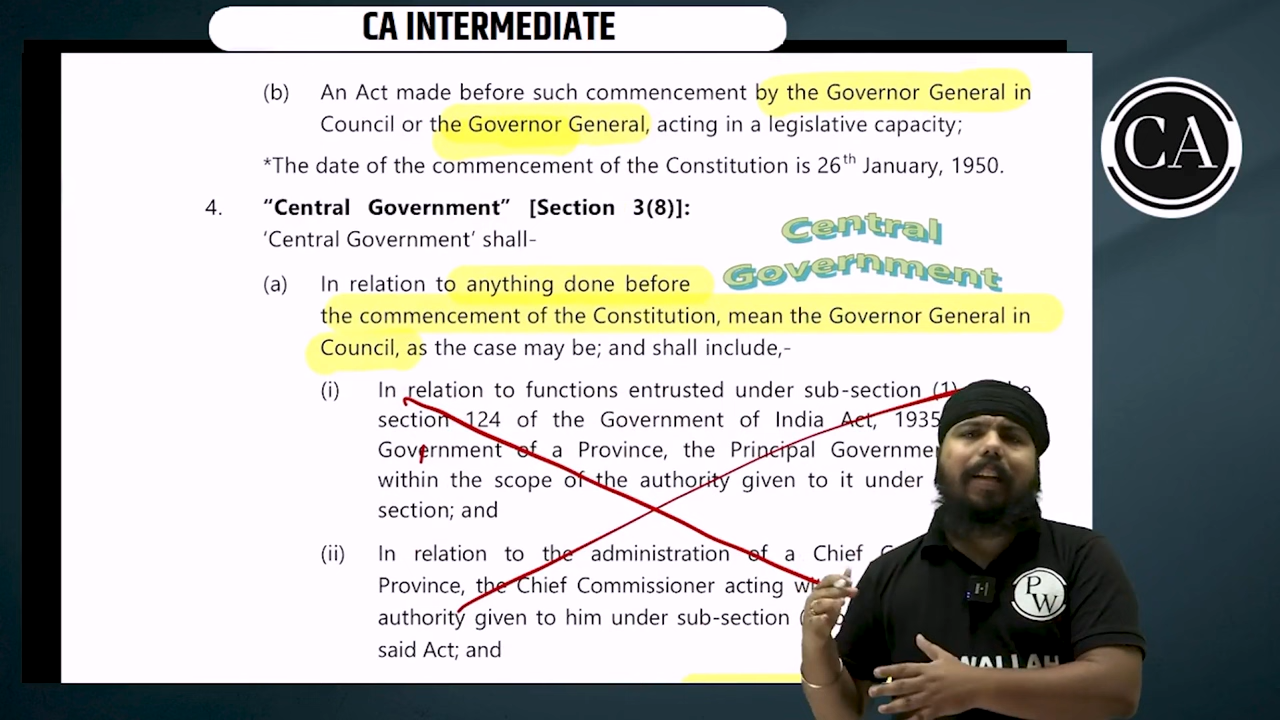 CA INTERMEDIATE
(b) An Act made before such commencement by the Governor General in
Council or the Governor General, acting in a legislative capacity;
*The date of the commencement of the Constitution is 26th January, 1950.
4. “Central Government” [Section 3(8)]:
‘Central Government’ shall-
Central
Government
(a) In relation to anything done before
the commencement of the Constitution, mean the Governor General in
Council, as the case may be; and shall include,-
(i) In relation to functions entrusted under sub-section (1)
section 124 of the Government of India Act, 1935
Government of a Province, the Principal
within the scope of the authority given to it under
section; and
(ii) In relation to the administration of a Chief
Province, the Chief Commissioner acting
authority given to him under sub-section
said Act; and
CA
PW
WALLAH